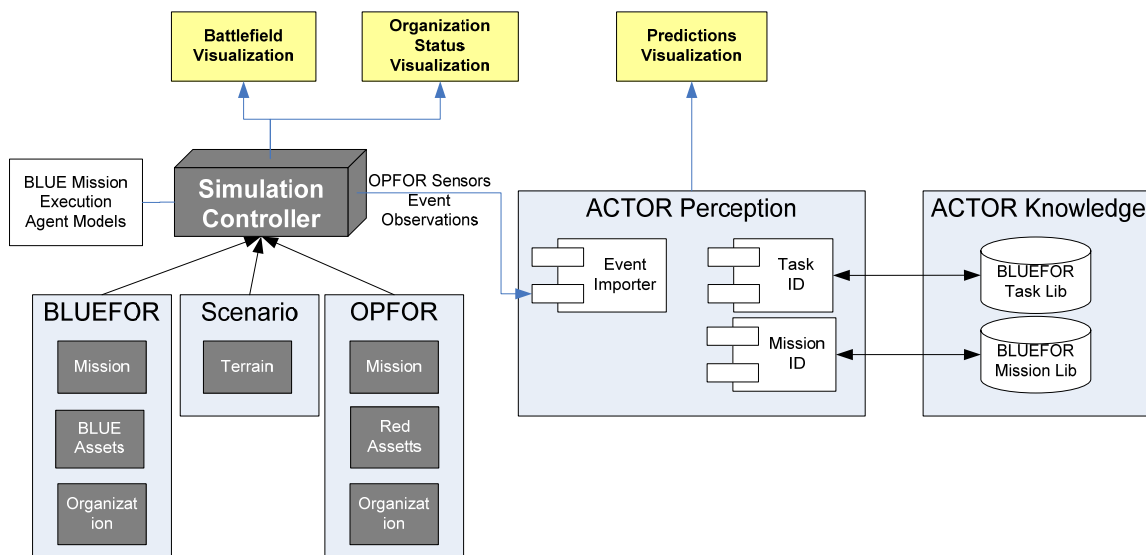 Battlefield
Visualization
Organization
Status
Visualization
Predictions
Visualization
BLUE Mission
Execution
Agent Models
Simulation
Controller
OPFOR Sensors
Event
Observations
ACTOR Perception
Event
Importer
Task
ID
Mission
ID
ACTOR Knowledge
BLUEFOR
Task Lib
BLUEFOR
Mission Lib
BLUEFOR
Mission
BLUE
Assets
Organizat
ion
Scenario
Terrain
OPFOR
Mission
Red
Assetts
Organizat
ion